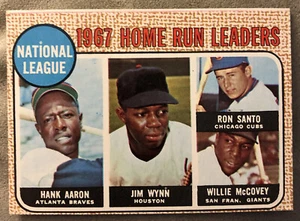 1967 HOME RUN LEADERS
NATIONAL
LEAGUE
RON SANTO
CHICAGO CUBS
HANK AARON
ATLANTA BRAVES
JIM WYNN
HOUSTON
WILLIE McCOVEY
SAN FRAN. GIANTS